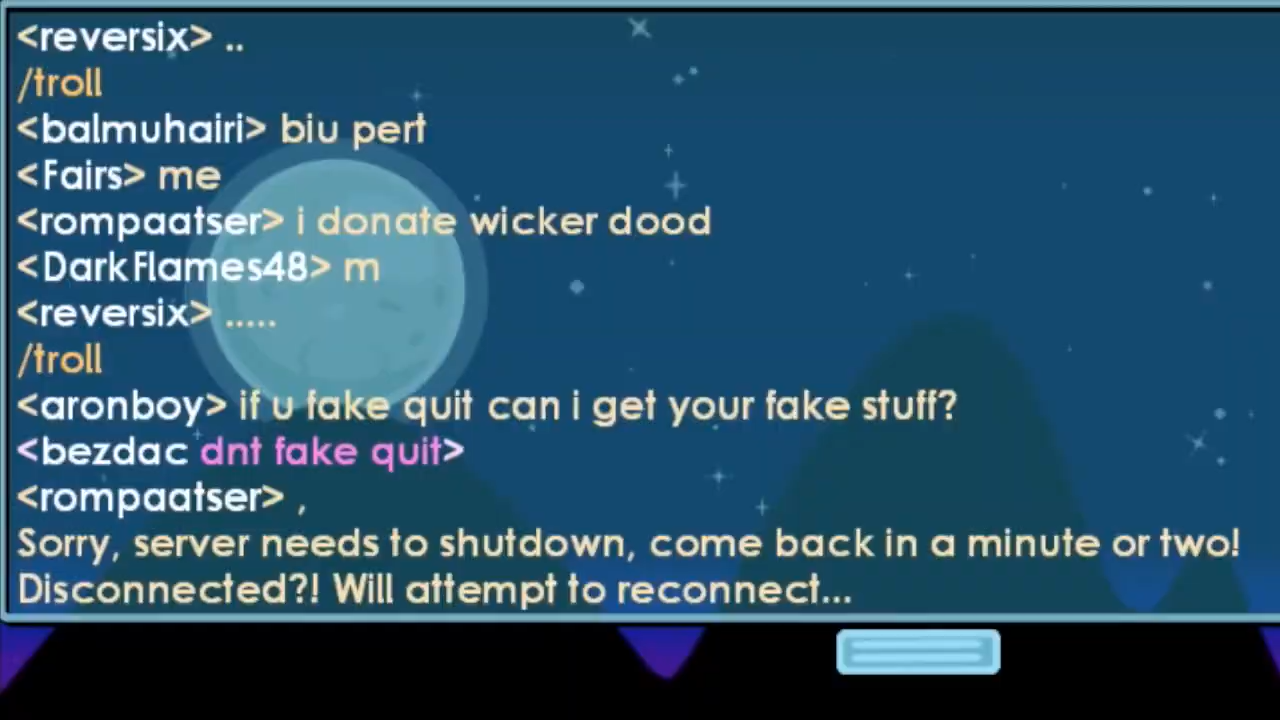 <reversix> ..
/troll
<balmuhairi> biu pert
<Fairs> me
<rompaatser> i donate wicker dood
<DarkFlames48> m
<reversix> .....
/troll
<aronboy> if u fake quit can i get your fake stuff?
<bezdac dnt fake quit>
<rompaatser> ,
Sorry, server needs to shutdown, come back in a minute or two!
Disconnected?! Will attempt to reconnect...